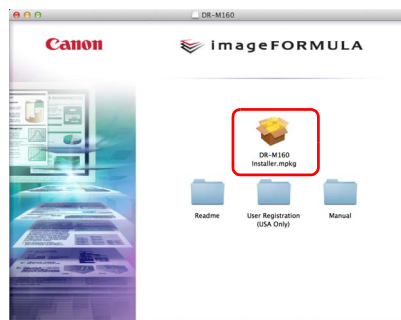 DR-M160
Canon
imageFORMULA
DR-M160
Installer.mpkg
Readme
User Registration
(USA Only)
Manual